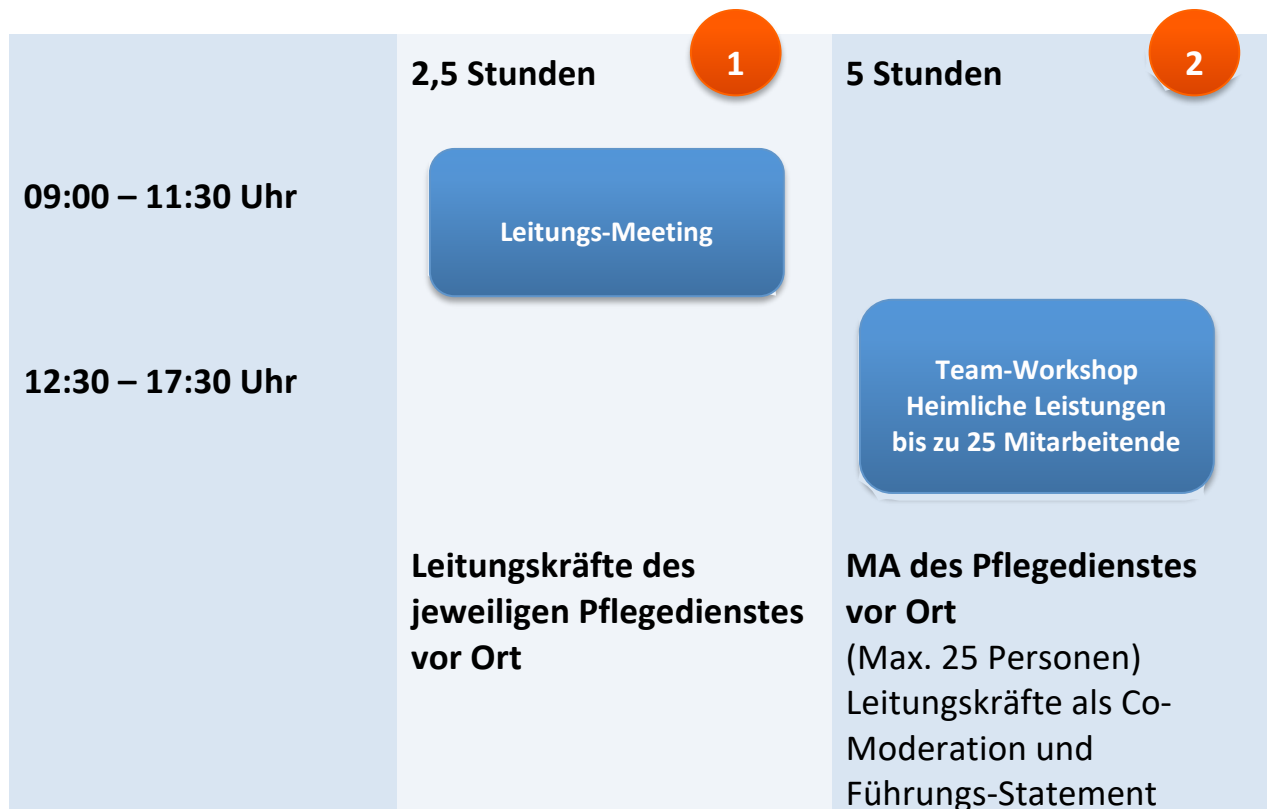 2,5 Stunden
1
5 Stunden
2
09:00 – 11:30 Uhr
Leitungs-Meeting
12:30 – 17:30 Uhr
Team-Workshop
Heimliche Leistungen
bis zu 25 Mitarbeitende
Leitungskräfte des
jeweiligen Pflegedienstes
vor Ort
MA des Pflegedienstes
vor Ort
(Max. 25 Personen)
Leitungskräfte als Co-
Moderation und
Führungs-Statement